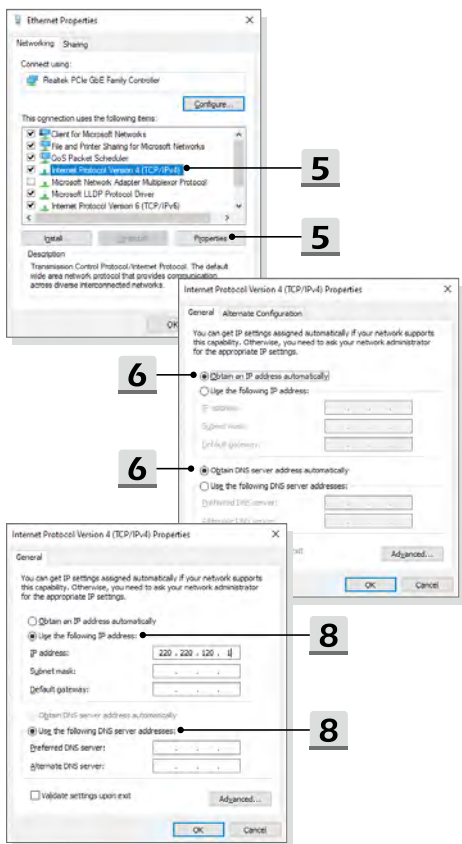 Ethernet Properties
Networking Sharing
Connect using:
Realtek PCIe GbE Family Controller
Configure...
This connection uses the following items:
Client for Microsoft Networks
File and Printer Sharing for Microsoft Networks
QoS Packet Scheduler
Internet Protocol Version 4 (TCP/IPv4)
5
Microsoft Network Adapter Multiplexor Protocol
Microsoft LLDP Protocol Driver
Internet Protocol Version 6 (TCP/IPv6)
Install...
Uninstall
Properties
5
Description
Transmission Control Protocol/Internet Protocol. The default
wide area network protocol that provides communication
across diverse interconnected networks.
OK
Internet Protocol Version 4 (TCP/IPv4) Properties
General Alternate Configuration
You can get IP settings assigned automatically if your network supports
this capability. Otherwise, you need to ask your network administrator
for the appropriate IP settings.
6
Obtain an IP address automatically
Use the following IP address:
IP address:
Subnet mask:
Default gateway:
6
Obtain DNS server address automatically
Use the following DNS server addresses:
Preferred DNS server:
Alternate DNS server:
exit
Advanced...
OK Cancel
Internet Protocol Version 4 (TCP/IPv4) Properties
General
You can get IP settings assigned automatically if your network supports
this capability. Otherwise, you need to ask your network administrator
for the appropriate IP settings.
Obtain an IP address automatically
Use the following IP address:
8
IP address: 220 . 220 . 120 . 1
Subnet mask:
Default gateway:
Obtain DNS server address automatically
Use the following DNS server addresses:
8
Preferred DNS server:
Alternate DNS server:
Validate settings upon exit
Advanced...
OK Cancel